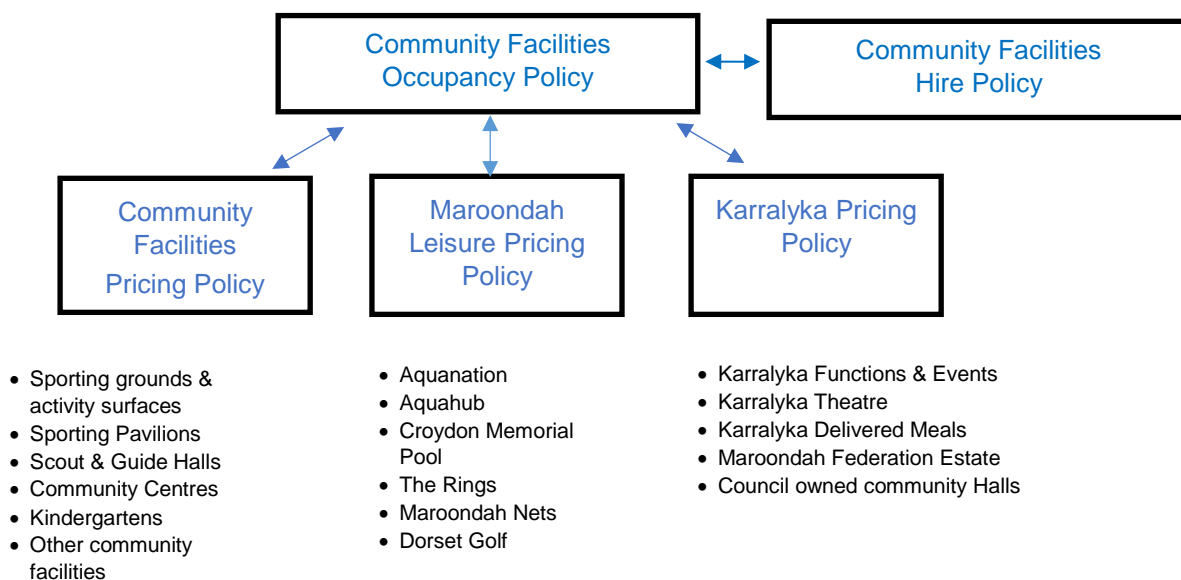 Community Facilities
Occupancy Policy
Community Facilities
Hire Policy
Community
Facilities
Pricing Policy
Maroondah
Leisure Pricing
Policy
Karralyka Pricing
Policy
• Sporting grounds &
activity surfaces
• Sporting Pavilions
• Scout & Guide Halls
• Community Centres
• Kindergartens
• Other community
facilities
• Aquanation
• Aquahub
• Croydon Memorial
Pool
• The Rings
• Maroondah Nets
• Dorset Golf
• Karralyka Functions & Events
• Karralyka Theatre
• Karralyka Delivered Meals
• Maroondah Federation Estate
• Council owned community Halls